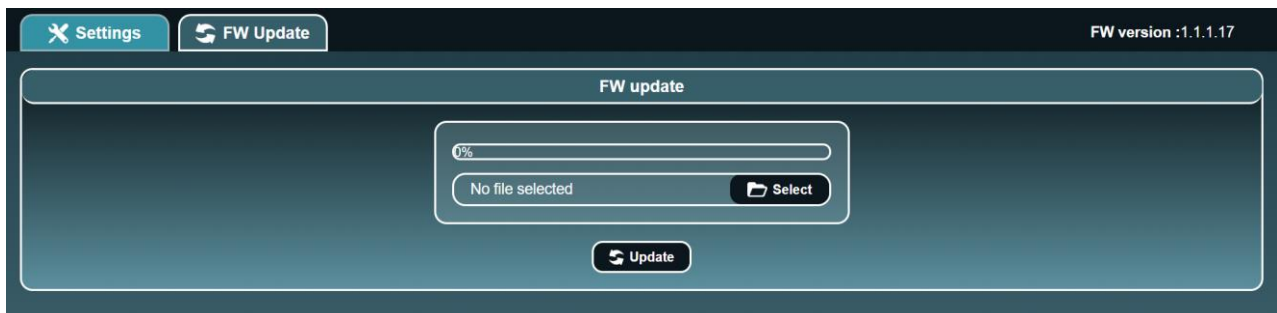 Settings
FW Update
FW version :1.1.1.17
FW update
0%
No file selected
Select
Update